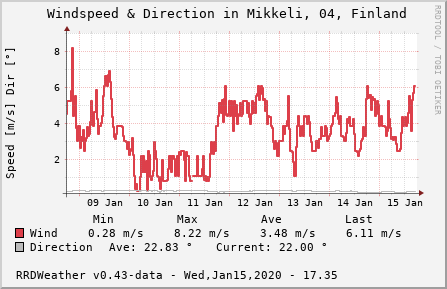 Windspeed & Direction in Mikkeli, 04, Finland
RRDTOOL / TOBI OETIKER
Speed [m/s] Dir [°]
8
6
4
2
09 Jan 10 Jan 11 Jan 12 Jan 13 Jan 14 Jan 15 Jan
Min Max Ave Last
Wind 0.28 m/s 8.22 m/s 3.48 m/s 6.11 m/s
Direction Ave: 22.83 ° Current: 22.00 °
RRDWeather v0.43-data - Wed,Jan15,2020 - 17.35